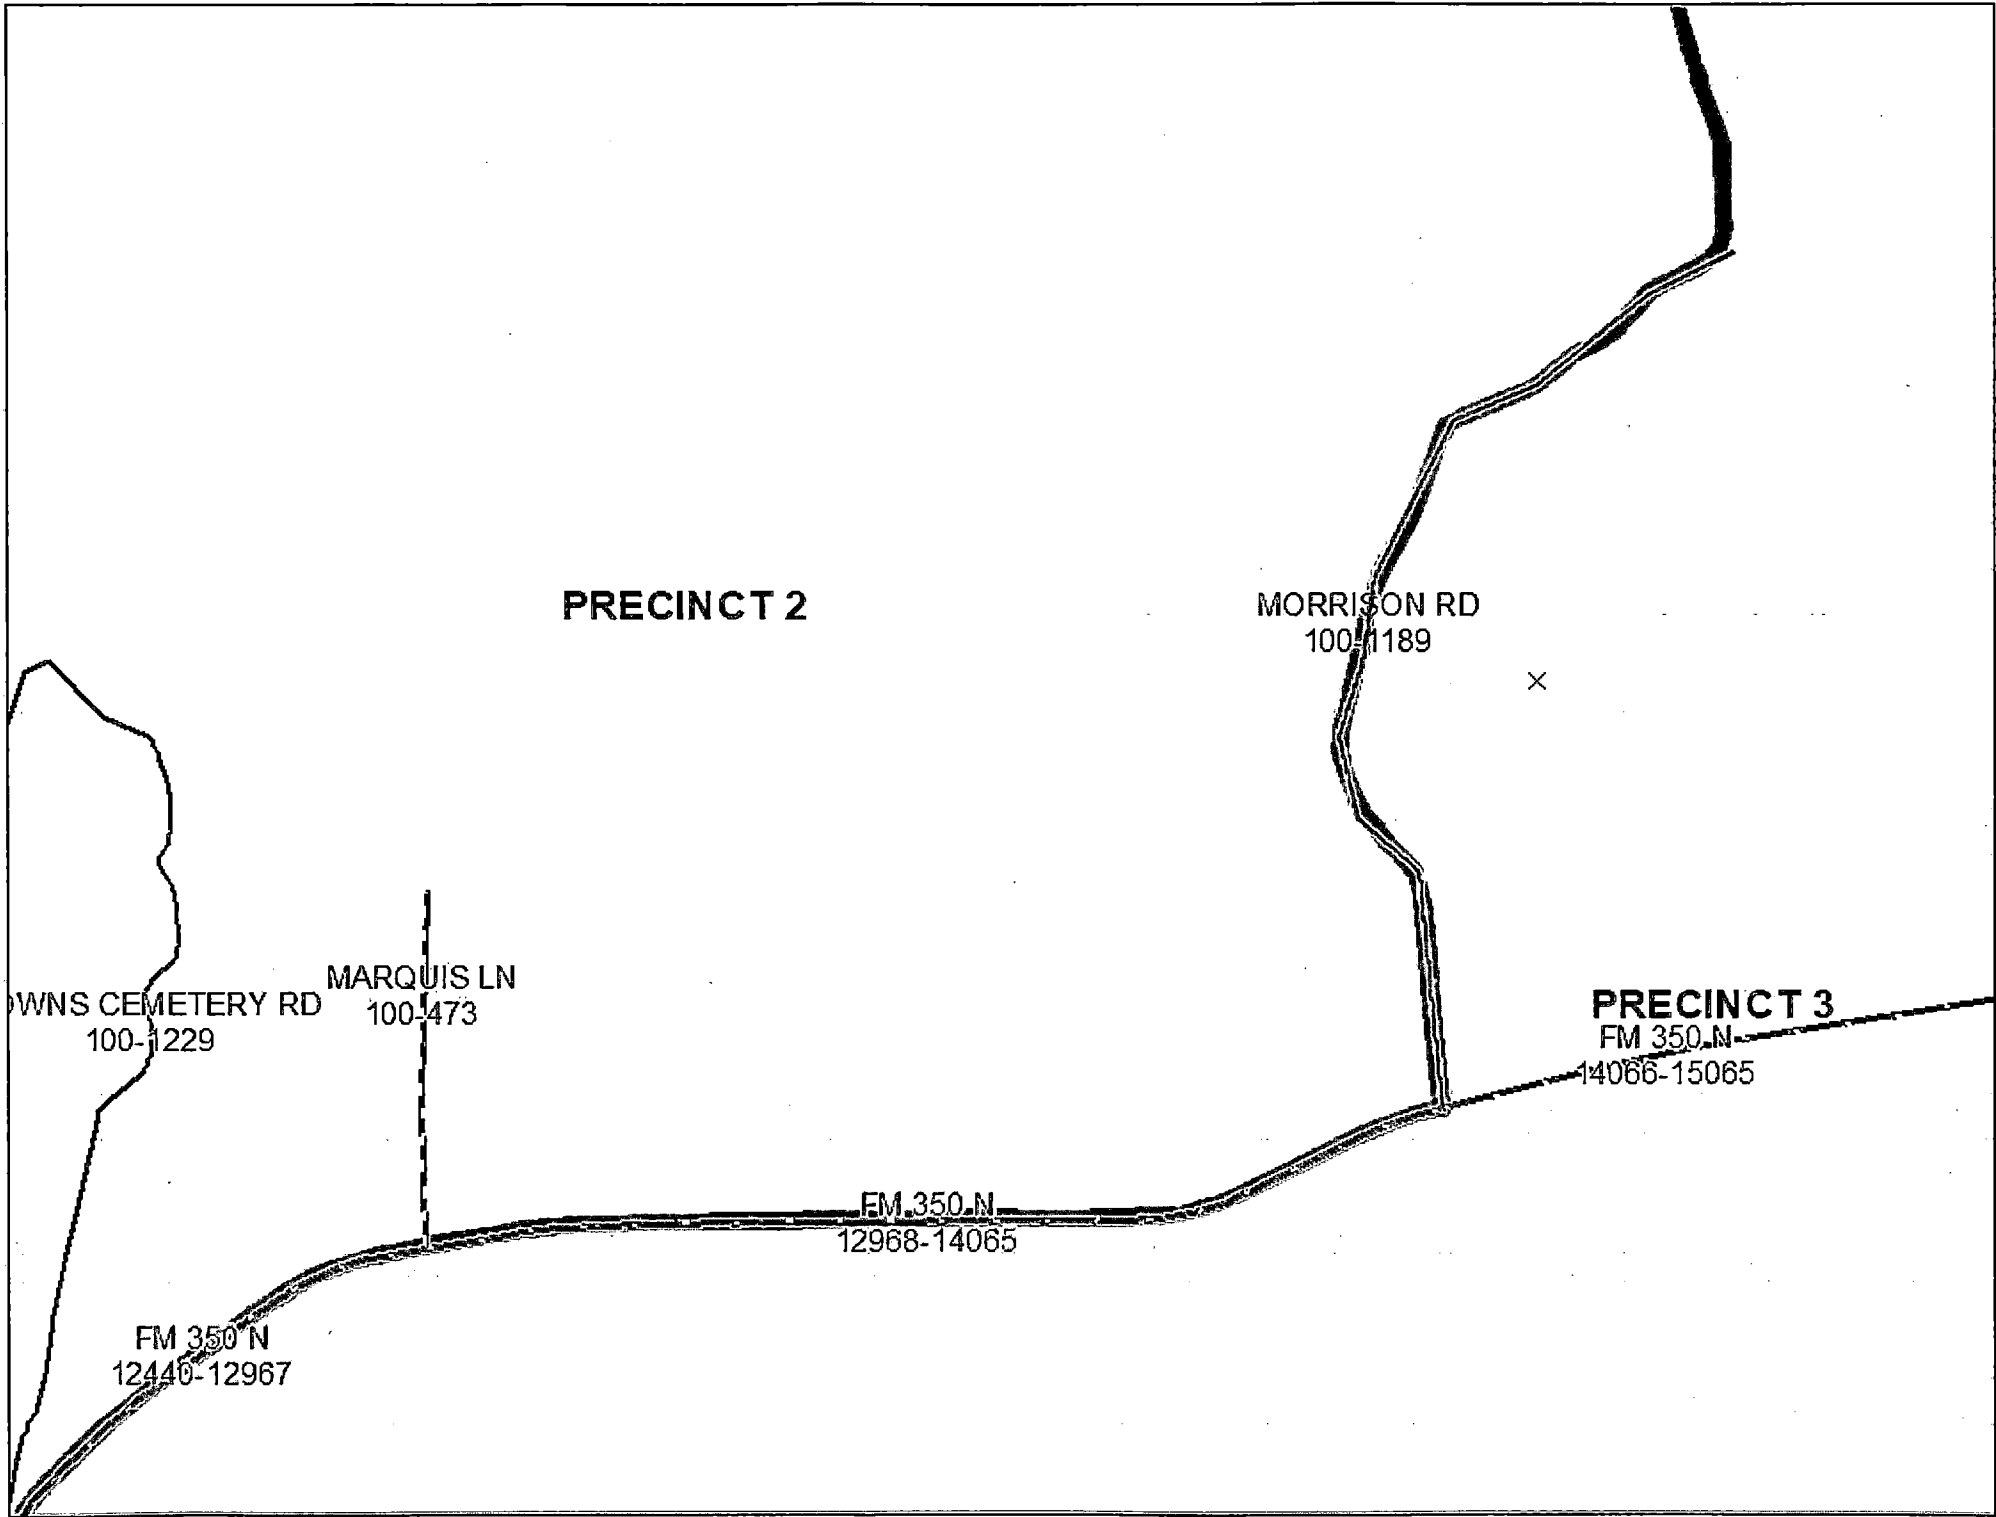 PRECINCT 2
MORRISON RD
100-1189
MARQUIS LN
100-473
CEMETERY RD
100-1229
PRECINCT 3
FM 350 N
14066-15065
FM 350 N
12968-14065
FM 350 N
12440-12967